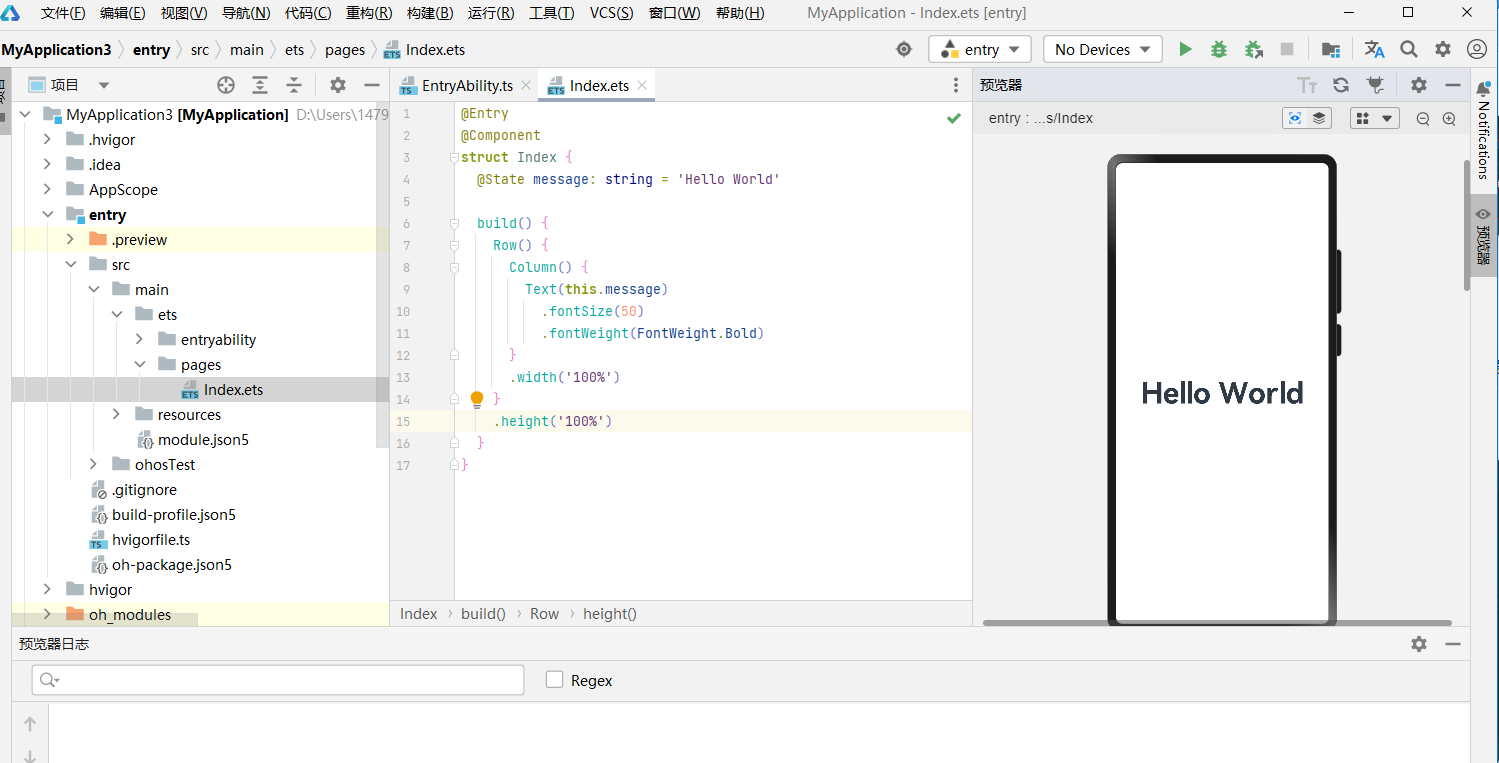 文件(F) 编辑(E) 视图(V) 导航(N) 代码(C) 重构(R) 构建(B) 运行(R) 工具(T) VCS(S) 窗口(W) 帮助(H) MyApplication - Index.ets [entry]
MyApplication3 entry src main ets pages Index.ets entry No Devices
项目
MyApplication3 [MyApplication] D:\Users\1479
.hvigor
.idea
AppScope
entry
.preview
src
main
ets
entryability
pages
Index.ets
resources
module.json5
ohosTest
.gitignore
build-profile.json5
hvigorfile.ts
oh-package.json5
hvigor
oh_modules
EntryAbility.ts Index.ets
1 @Entry
2 @Component
3 struct Index {
4 @State message: string = 'Hello World'
5
6 build() {
7 Row() {
8 Column() {
9 Text(this.message)
10 .fontSize(50)
11 .fontWeight(FontWeight.Bold)
12 }
13 .width('100%')
14 }
15 .height('100%')
16 }
17 }
Index build() Row height()
预览器
entry : ...s/Index
Hello World
Notifications
预览器
预览器日志
Regex